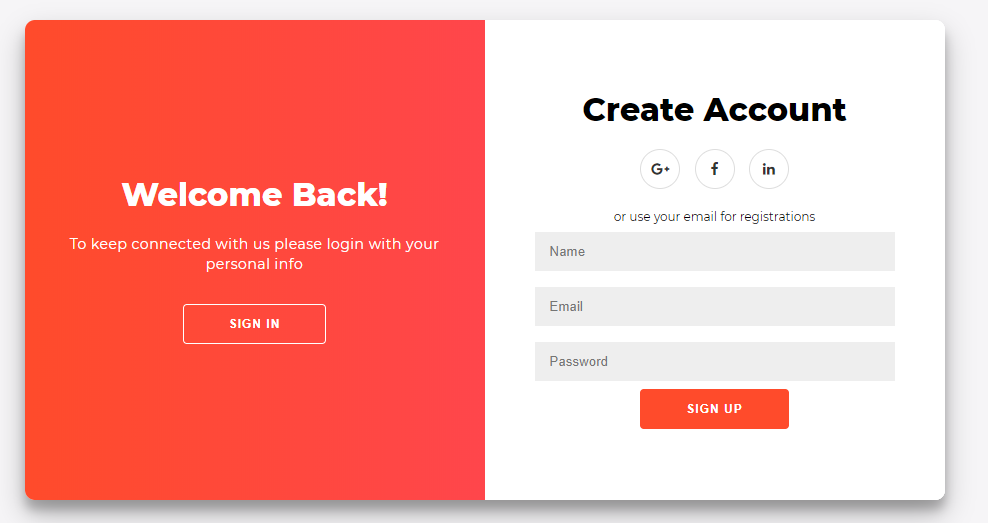 Welcome Back!
To keep connected with us please login with your
personal info
SIGN IN
Create Account
G+
f
in
or use your email for registrations
Name
Email
Password
SIGN UP